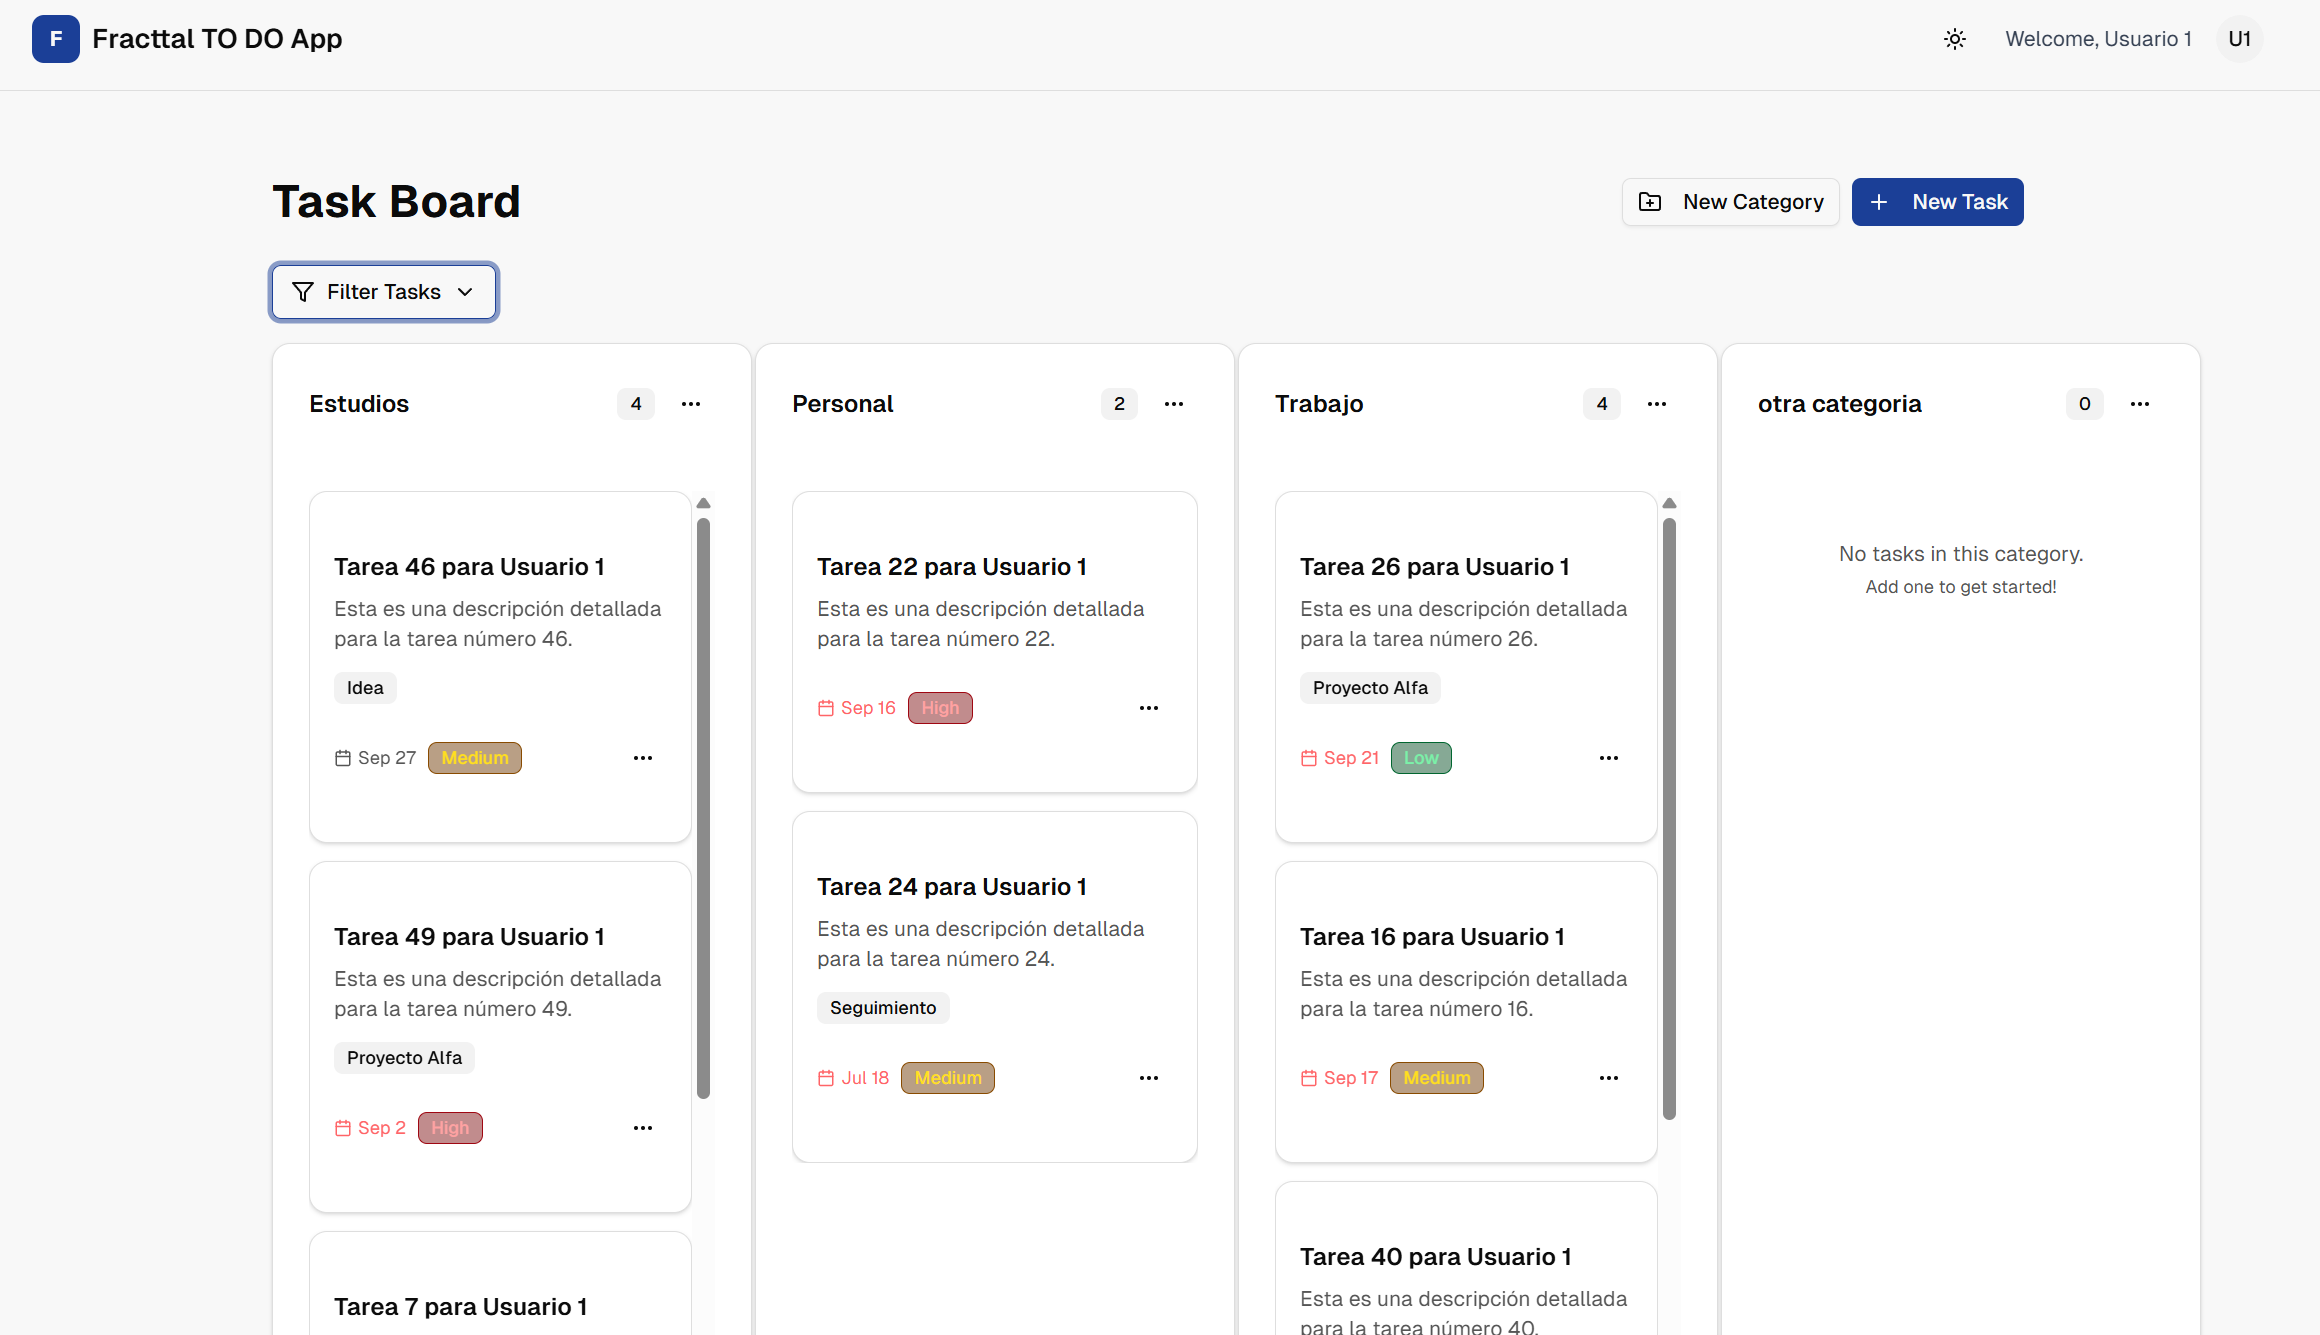 F
Fracttal TO DO App
Welcome, Usuario 1
U1
Task Board
New Category
New Task
Filter Tasks
Estudios
4
Tarea 46 para Usuario 1
Esta es una descripción detallada
para la tarea número 46.
Idea
Sep 27
Medium
Tarea 49 para Usuario 1
Esta es una descripción detallada
para la tarea número 49.
Proyecto Alfa
Sep 2
High
Tarea 7 para Usuario 1
Personal
2
Tarea 22 para Usuario 1
Esta es una descripción detallada
para la tarea número 22.
Sep 16
High
Tarea 24 para Usuario 1
Esta es una descripción detallada
para la tarea número 24.
Seguimiento
Jul 18
Medium
Trabajo
4
Tarea 26 para Usuario 1
Esta es una descripción detallada
para la tarea número 26.
Proyecto Alfa
Sep 21
Low
Tarea 16 para Usuario 1
Esta es una descripción detallada
para la tarea número 16.
Sep 17
Medium
Tarea 40 para Usuario 1
Esta es una descripción detallada
para la tarea número 40.
otra categoria
0
No tasks in this category.
Add one to get started!